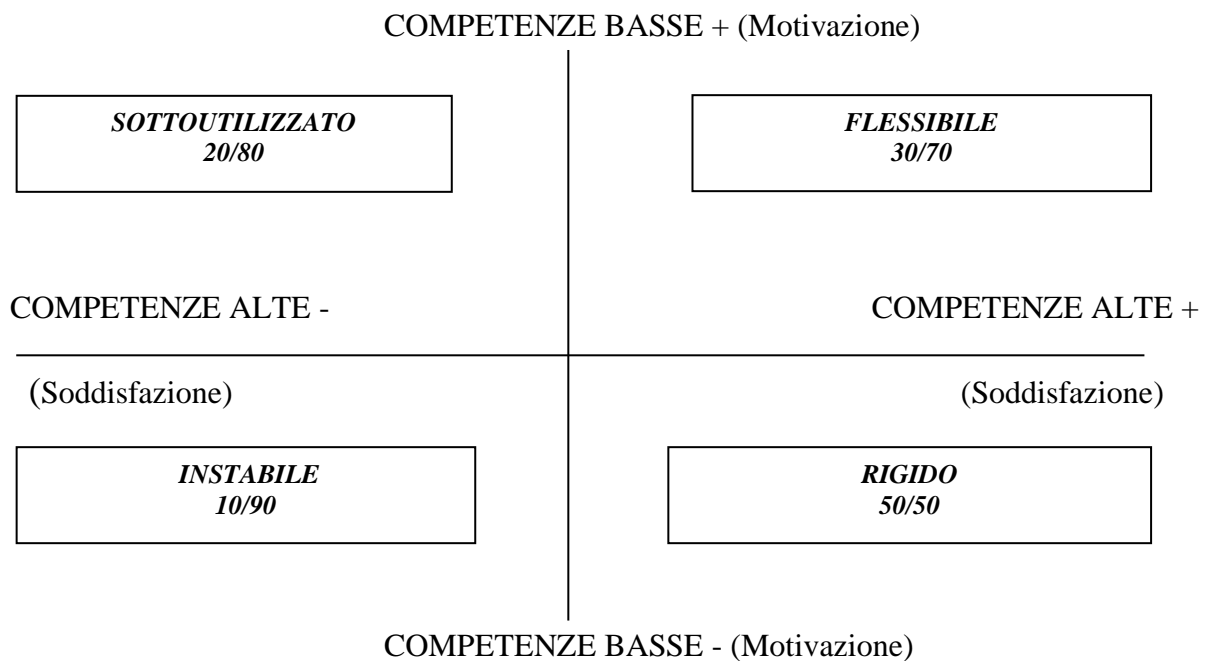 COMPETENZE BASSE + (Motivazione)
SOTTOUTILIZZATO
20/80
FLESSIBILE
30/70
COMPETENZE ALTE -
COMPETENZE ALTE +
(Soddisfazione)
(Soddisfazione)
INSTABILE
10/90
RIGIDO
50/50
COMPETENZE BASSE - (Motivazione)